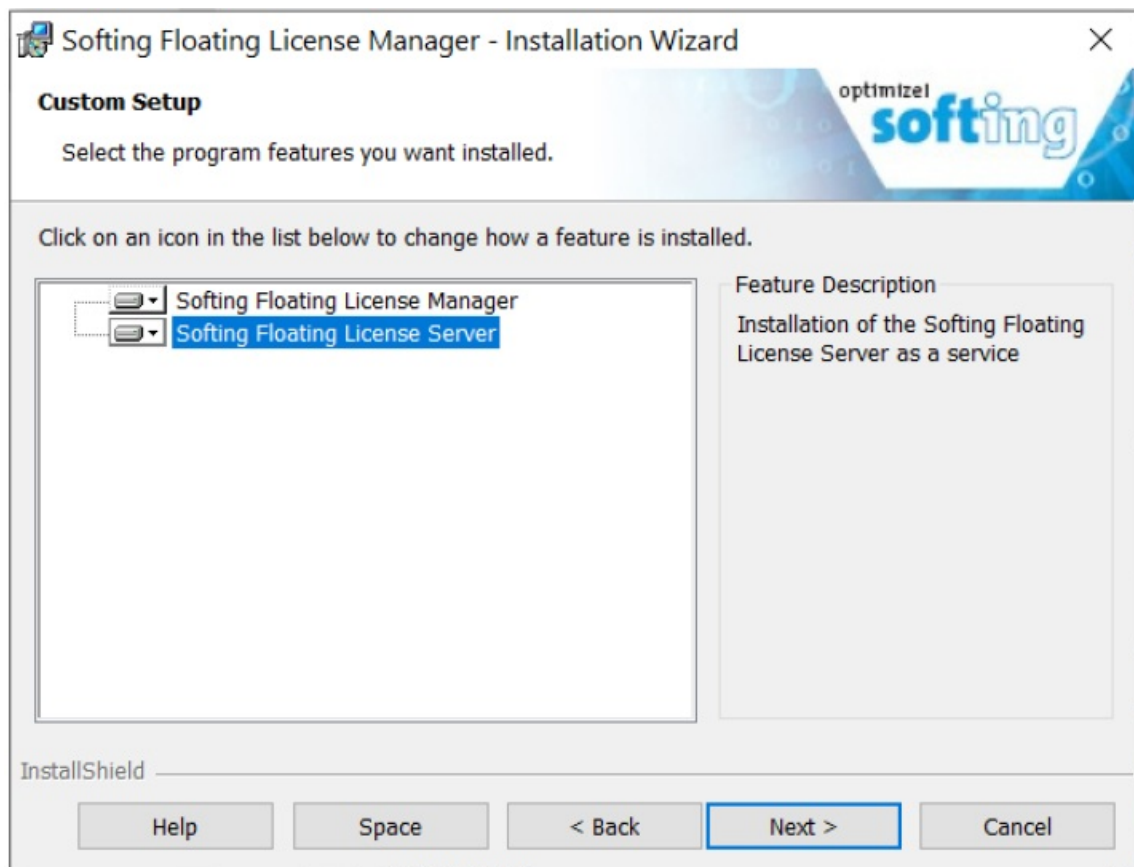 Softing Floating License Manager - Installation Wizard
Custom Setup
Select the program features you want installed.
optimize!
softing
Click on an icon in the list below to change how a feature is installed.
Softing Floating License Manager
Softing Floating License Server
Feature Description
Installation of the Softing Floating
License Server as a service
InstallShield
Help
Space
< Back
Next >
Cancel